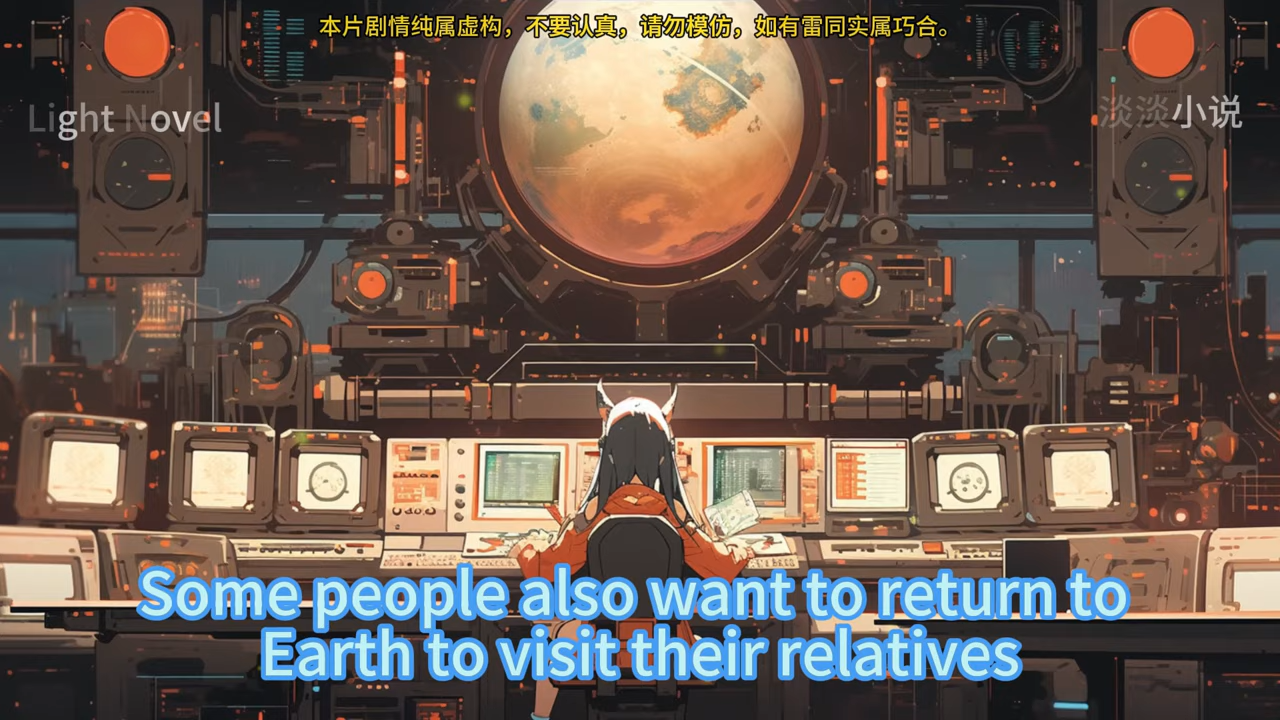 本片剧情纯属虚构，不要认真，请勿模仿，如有雷同实属巧合。
Light Novel
淡淡小说
Some people also want to return to
Earth to visit their relatives